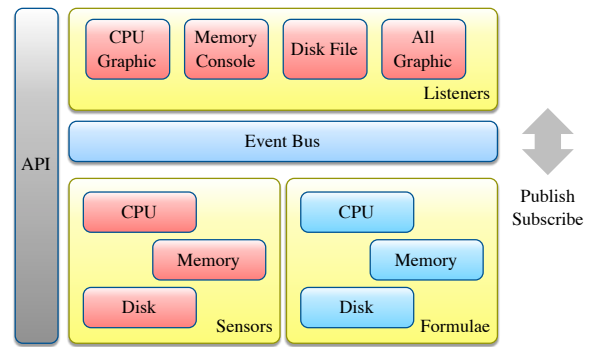 API
CPU
Graphic
Memory
Console
Disk File
All
Graphic
Listeners
Event Bus
Publish
Subscribe
CPU
Memory
Disk
Sensors
CPU
Memory
Disk
Formulae